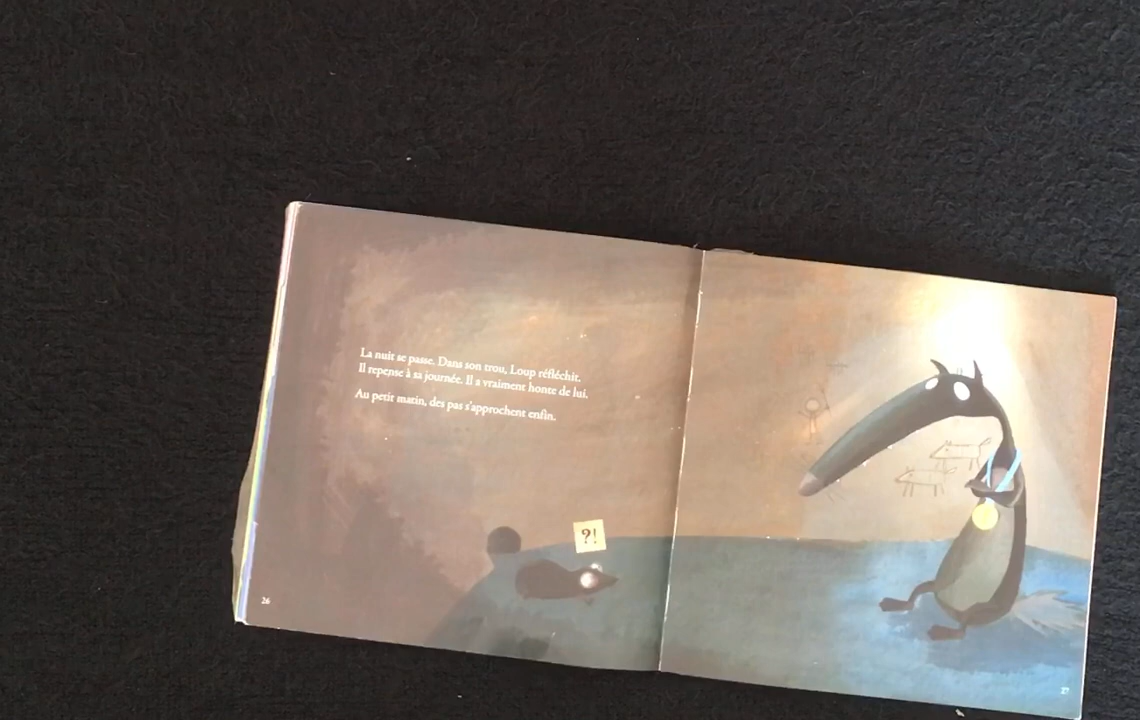 La nuit se passe. Dans son trou, Loup réfléchit.
Il repense à sa journée. Il a vraiment honte de lui.
Au petit matin, des pas s'approchent enfin.
?!
26
27